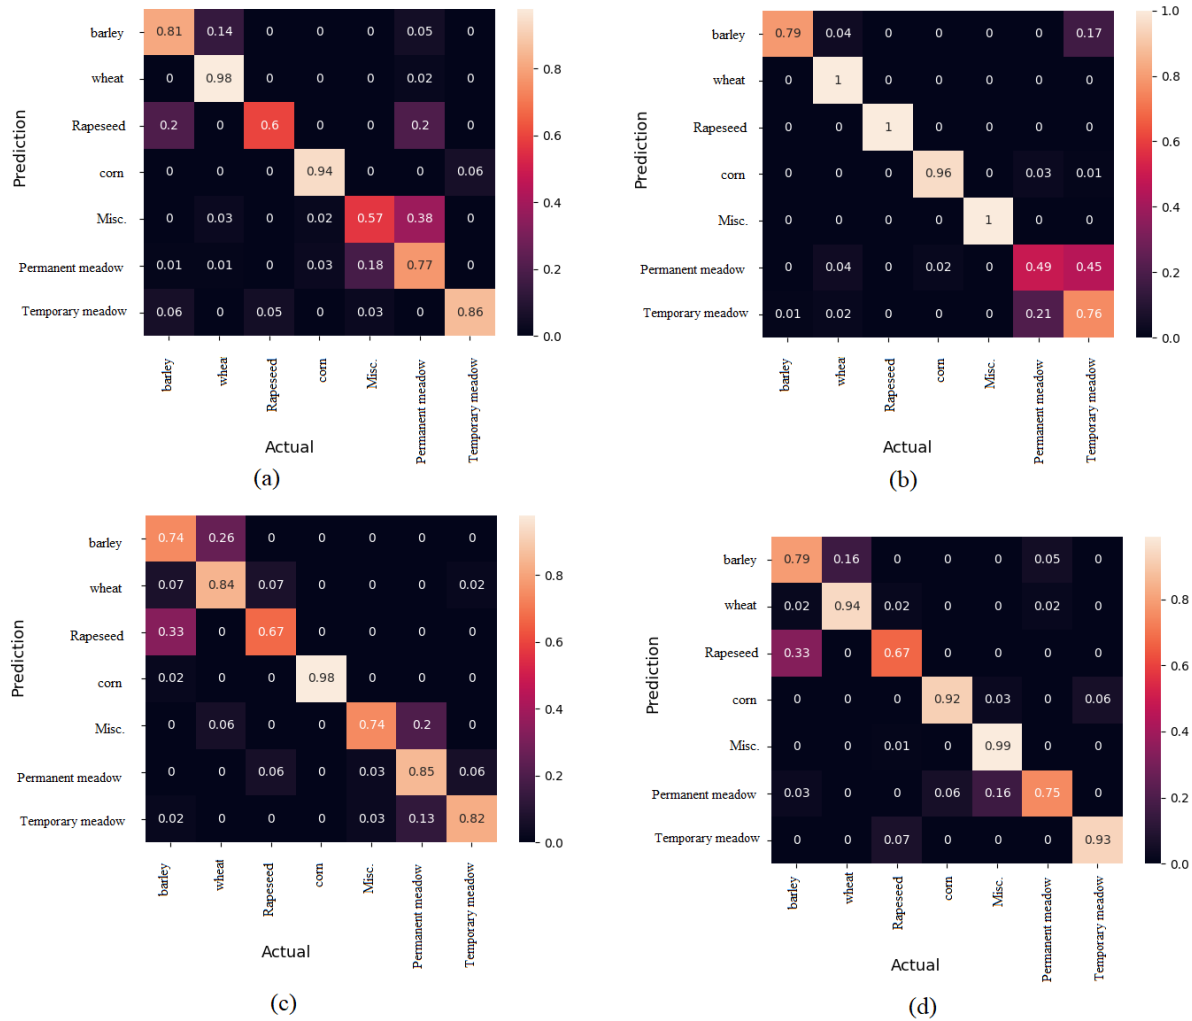 barley 0.81 0.14 0 0 0 0.05 0
wheat 0 0.98 0 0 0 0.02 0
Rapeseed 0.2 0 0.6 0 0 0.2 0
corn 0 0 0 0.94 0 0 0.06
Misc. 0 0.03 0 0.02 0.57 0.38 0
Permanent meadow 0.01 0.01 0 0.03 0.18 0.77 0
Temporary meadow 0.06 0 0.05 0 0.03 0 0.86
Prediction
0.8
0.6
0.4
0.2
0.0
barley whea Rapeseed corn Misc. Permanent meadow Temporary meadow
Actual
(a)
barley 0.79 0.04 0 0 0 0 0.17
wheat 0 1 0 0 0 0 0
Rapeseed 0 0 1 0 0 0 0
corn 0 0 0 0.96 0 0.03 0.01
Misc. 0 0 0 0 1 0 0
Permanent meadow 0 0.04 0 0.02 0 0.49 0.45
Temporary meadow 0.01 0.02 0 0 0 0.21 0.76
Prediction
1.0
0.8
0.6
0.4
0.2
0.0
barley whea Rapeseed corn Misc. Permanent meadow Temporary meadow
Actual
(b)
barley 0.74 0.26 0 0 0 0 0
wheat 0.07 0.84 0.07 0 0 0 0.02
Rapeseed 0.33 0 0.67 0 0 0 0
corn 0.02 0 0 0.98 0 0 0
Misc. 0 0.06 0 0 0.74 0.2 0
Permanent meadow 0 0 0.06 0 0.03 0.85 0.06
Temporary meadow 0.02 0 0 0 0.03 0.13 0.82
Prediction
0.8
0.6
0.4
0.2
0.0
barley wheat Rapeseed corn Misc. Permanent meadow Temporary meadow
Actual
(c)
barley 0.79 0.16 0 0 0 0.05 0
wheat 0.02 0.94 0.02 0 0 0.02 0
Rapeseed 0.33 0 0.67 0 0 0 0
corn 0 0 0 0.92 0.03 0 0.06
Misc. 0 0 0.01 0 0.99 0 0
Permanent meadow 0.03 0 0 0.06 0.16 0.75 0
Temporary meadow 0 0 0.07 0 0 0 0.93
Prediction
0.8
0.6
0.4
0.2
0.0
barley wheat Rapeseed corn Misc. Permanent meadow Temporary meadow
Actual
(d)